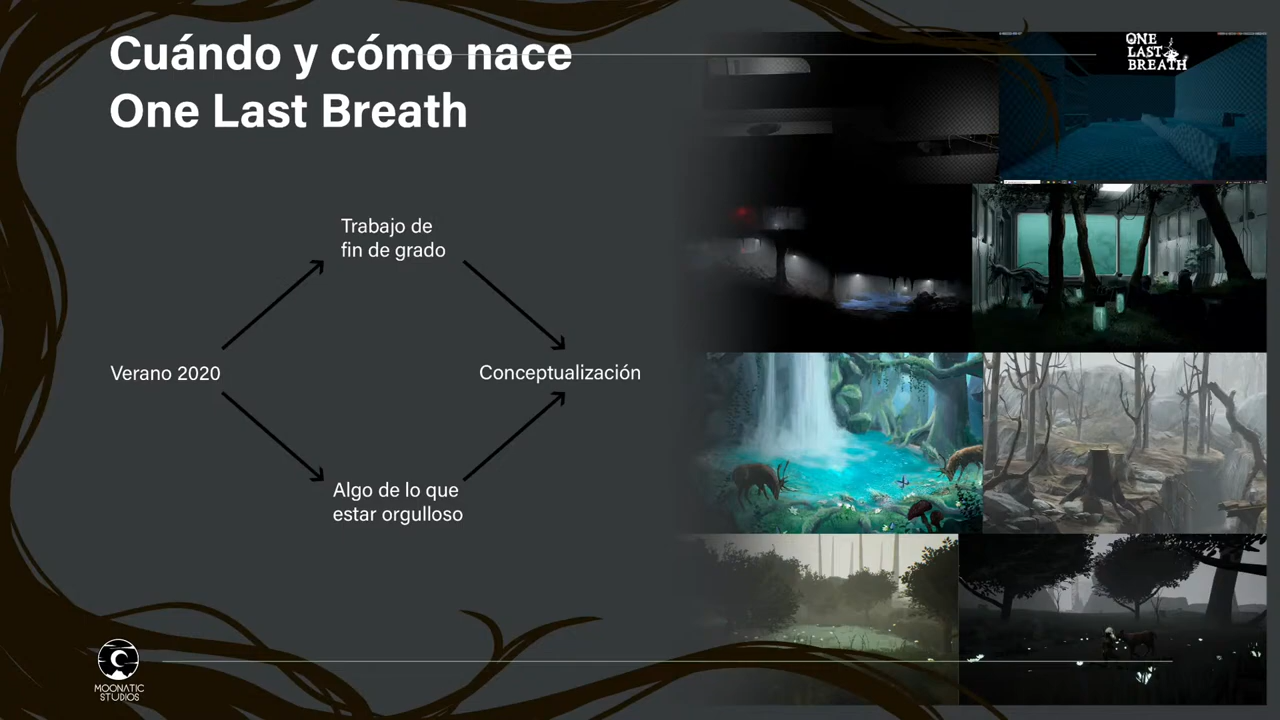 Cuándo y cómo nace
One Last Breath
ONE
LAST
BREATH
Trabajo de
fin de grado
Verano 2020
Conceptualización
Algo de lo que
estar orgulloso
MOONATIC
STUDIOS